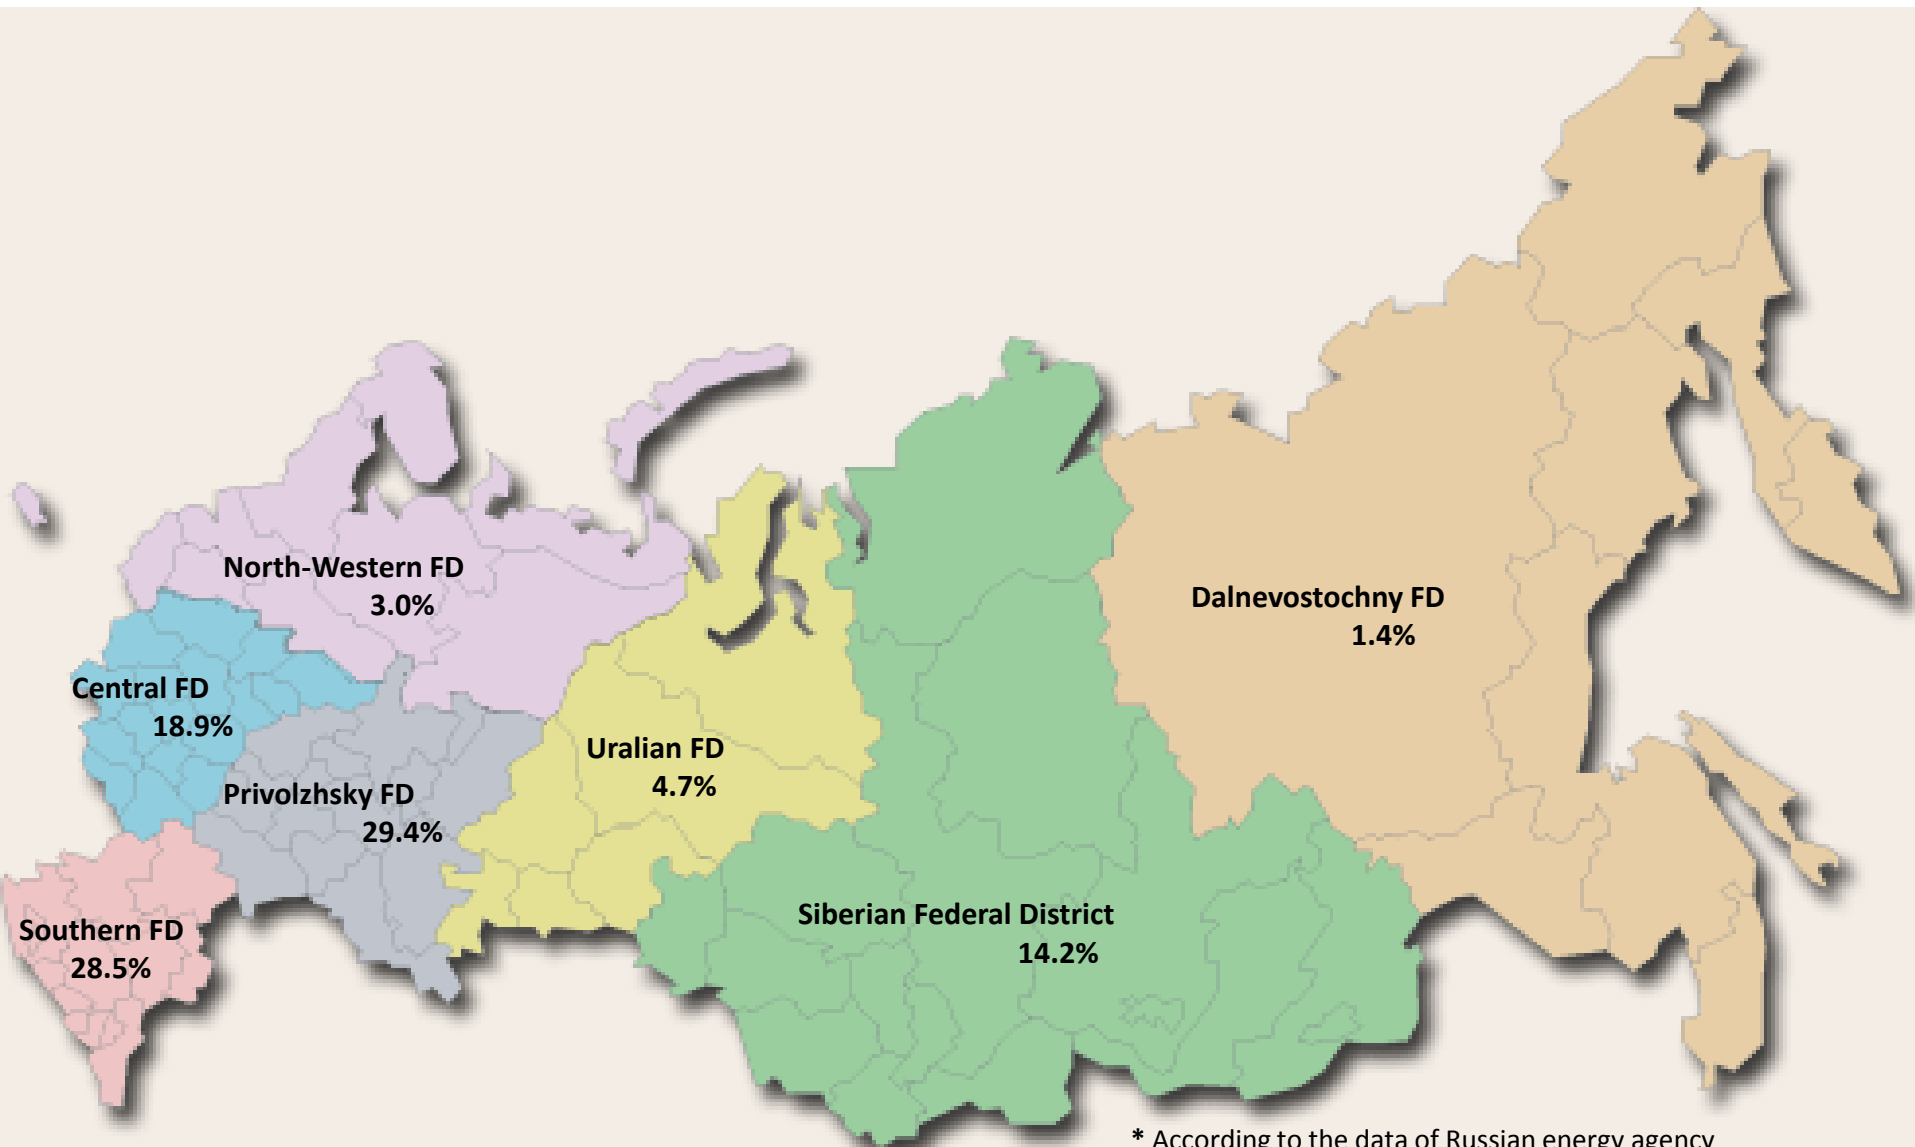 North-Western FD
3.0%
Dalnevostochny FD
1.4%
Central FD
18.9%
Uralian FD
4.7%
Privolzhsky FD
29.4%
Siberian Federal District
14.2%
Southern FD
28.5%
* According to the data of Russian energy agency